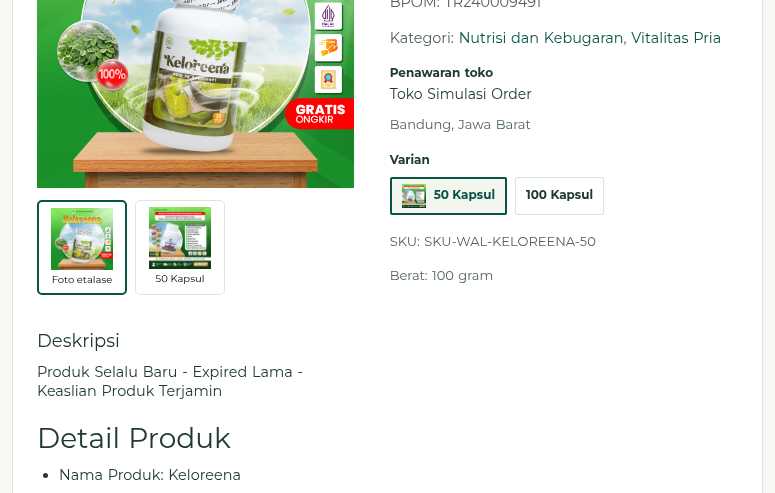 BPOM: TR240009491
Kategori: Nutrisi dan Kebugaran, Vitalitas Pria
Penawaran toko
Toko Simulasi Order
Bandung, Jawa Barat
Varian
50 Kapsul
100 Kapsul
SKU: SKU-WAL-KELOREENA-50
Berat: 100 gram
100%
Keloreena
GRATIS
ONGKIR
Foto etalase
50 Kapsul
Deskripsi
Produk Selalu Baru - Expired Lama -
Keaslian Produk Terjamin
Detail Produk
Nama Produk: Keloreena